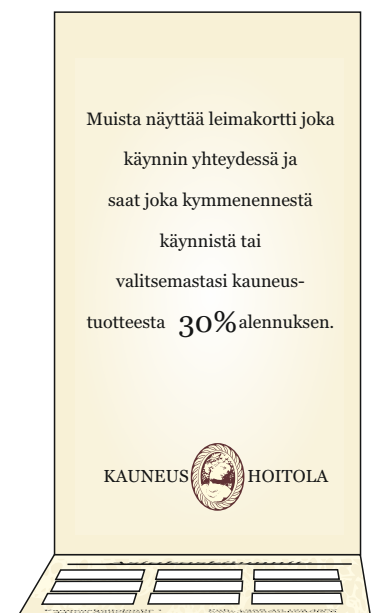 Muista näyttää leimakortti joka
käynnin yhteydessä ja
saat joka kymmenennestä
käynnistä tai
valitsemastasi kauneus-
tuotteesta 30% alennuksen.
KAUNEUS HOITOLA